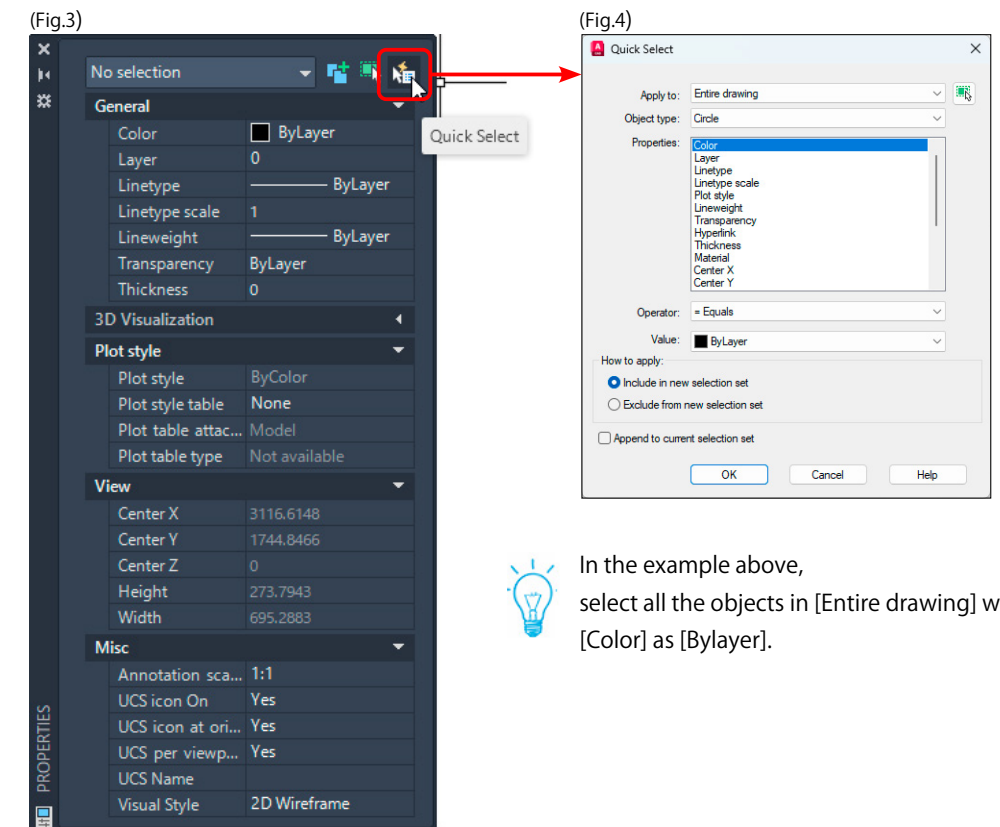 (Fig.3)
No selection
General
Color ByLayer
Layer 0
Linetype ByLayer
Linetype scale 1
Lineweight ByLayer
Transparency ByLayer
Thickness 0
3D Visualization
Plot style
Plot style ByColor
Plot style table None
Plot table attac... Model
Plot table type Not available
View
Center X 3116.6148
Center Y 1744.8466
Center Z 0
Height 273.7943
Width 695.2883
Misc
Annotation sca... 1:1
UCS icon On Yes
UCS icon at ori... Yes
UCS per viewp... Yes
UCS Name
Visual Style 2D Wireframe
PROPERTIES
Quick Select
(Fig.4)
Quick Select
Apply to: Entire drawing
Object type: Circle
Properties: Color
Layer
Linetype
Linetype scale
Plot style
Lineweight
Transparency
Hyperlink
Thickness
Material
Center X
Center Y
Operator: = Equals
Value: ByLayer
How to apply:
Include in new selection set
Exclude from new selection set
Append to current selection set
OK Cancel Help
In the example above,
select all the objects in [Entire drawing] w
[Color] as [Bylayer].